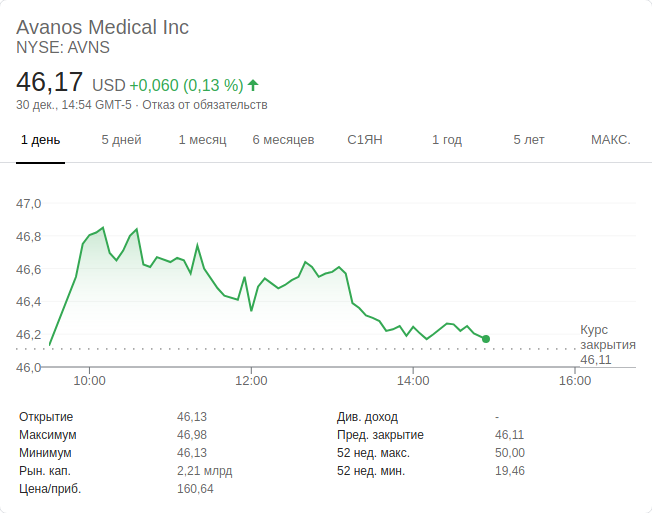 Avanos Medical Inc
NYSE: AVNS
46,17 USD +0,060 (0,13 %)
30 дек., 14:54 GMT-5 · Отказ от обязательств
1 день 5 дней 1 месяц 6 месяцев С1ЯН 1 год 5 лет МАКС.
47,0
46,8
46,6
46,4
46,2
46,0
Курс
закрытия
46,11
10:00 12:00 14:00 16:00
Открытие 46,13 Див. доход -
Максимум 46,98 Пред. закрытие 46,11
Минимум 46,13 52 нед. макс. 50,00
Рын. кап. 2,21 млрд 52 нед. мин. 19,46
Цена/приб. 160,64